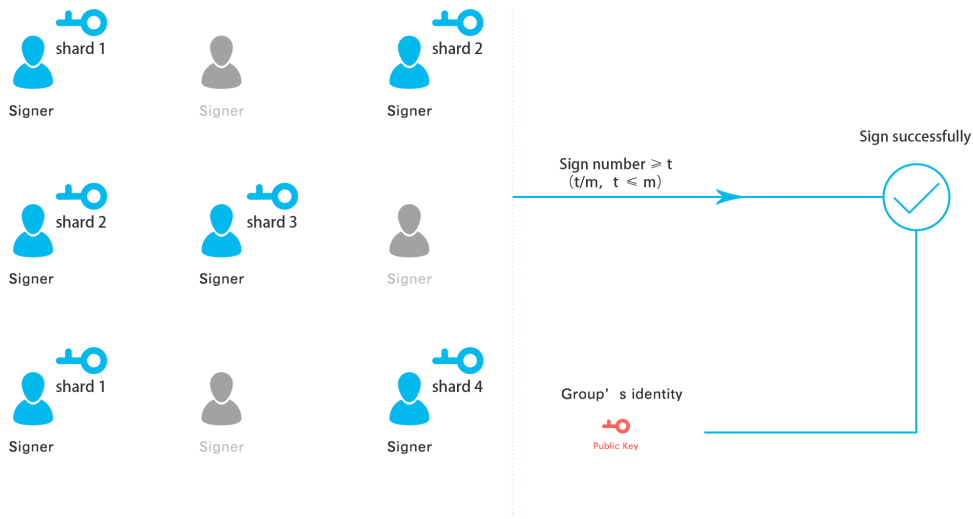 shard 1
shard 2
Signer
Signer
Signer
Sign successfully
Sign number ⩾ t
(t/m, t ⩽ m)
shard 2
shard 3
Signer
Signer
Signer
shard 1
shard 4
Signer
Signer
Signer
Group’ s identity
Public Key